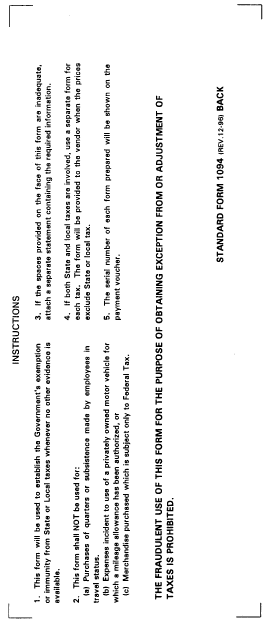 INSTRUCTIONS
1. This form will be used to establish the Government's exemption
or immunity from State or Local taxes whenever no other evidence is
available.
2. This form shall NOT be used for:
(a) Purchases of quarters or subsistence made by employees in
travel status.
(b) Expenses incident to use of a privately owned motor vehicle for
which a mileage allowance has been authorized, or
(c) Merchandise purchased which is subject only to Federal Tax.
3. If the spaces provided on the face of this form are inadequate,
attach a separate statement containing the required information.
4. If both State and local taxes are involved, use a separate form for
each tax. The form will be provided to the vendor when the prices
exclude State or local tax.
5. The serial number of each form prepared will be shown on the
payment voucher.
THE FRAUDULENT USE OF THIS FORM FOR THE PURPOSE OF OBTAINING EXCEPTION FROM OR ADJUSTMENT OF
TAXES IS PROHIBITED.
STANDARD FORM 1094 (REV.12-96) BACK